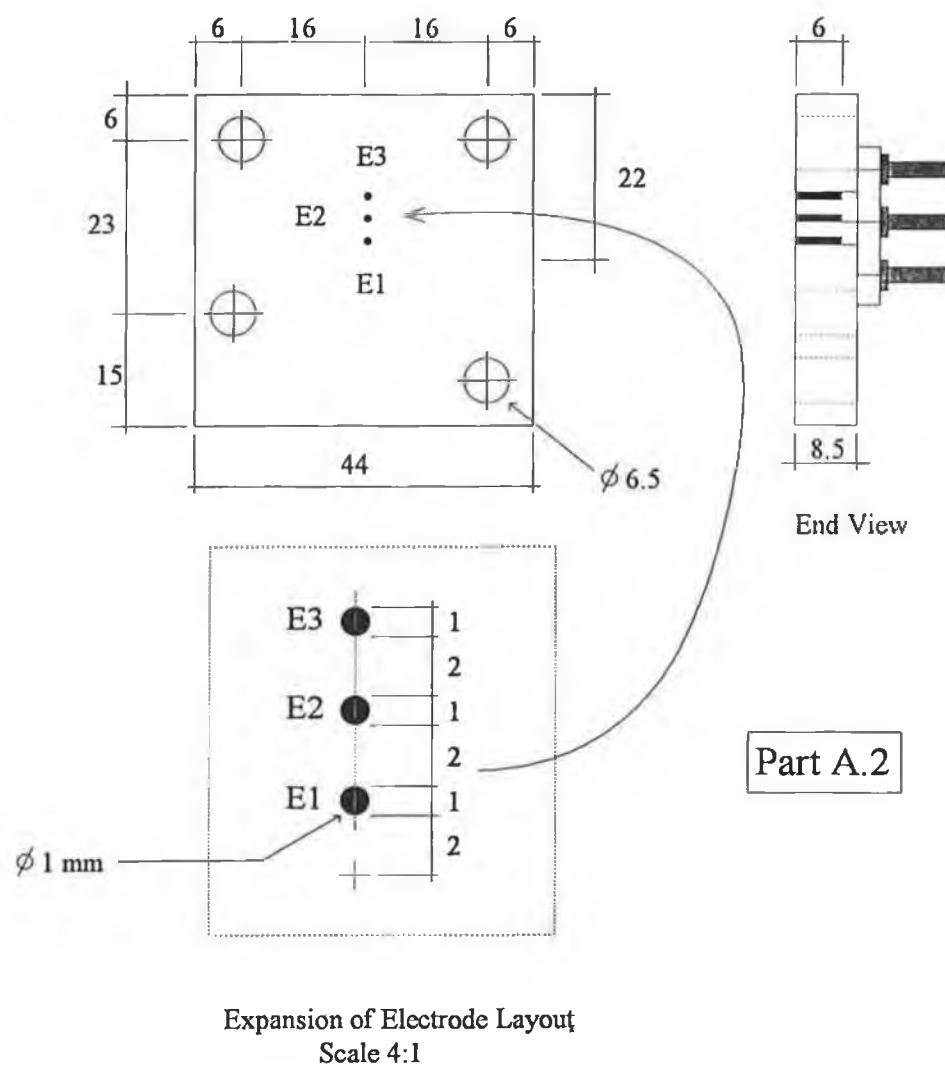 6 16 16 6 6
6
E3
22
E2
23
E1
15
44
8.5
ϕ 6.5
End View
E3 1
2
E2 1
2
Part A.2
E1 1
2
ϕ 1 mm
Expansion of Electrode Layout
Scale 4:1